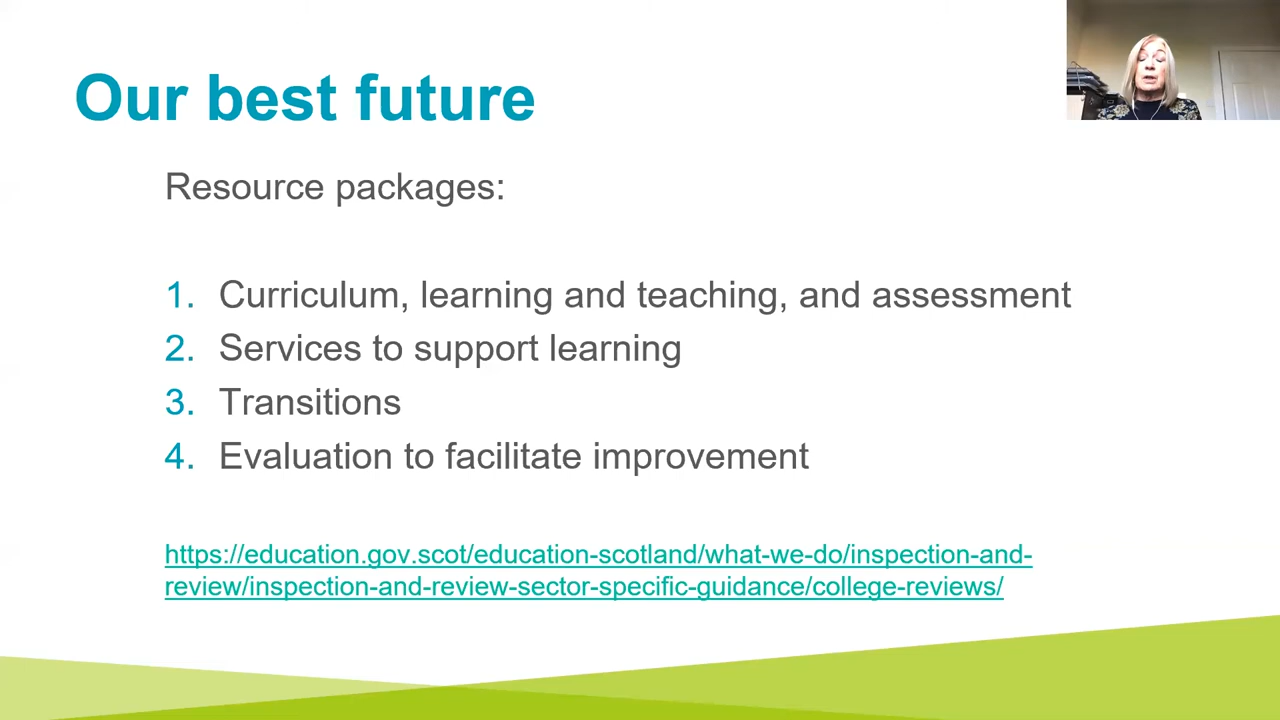 Our best future
Resource packages:
1. Curriculum, learning and teaching, and assessment
2. Services to support learning
3. Transitions
4. Evaluation to facilitate improvement
https://education.gov.scot/education-scotland/what-we-do/inspection-and-
review/inspection-and-review-sector-specific-guidance/college-reviews/